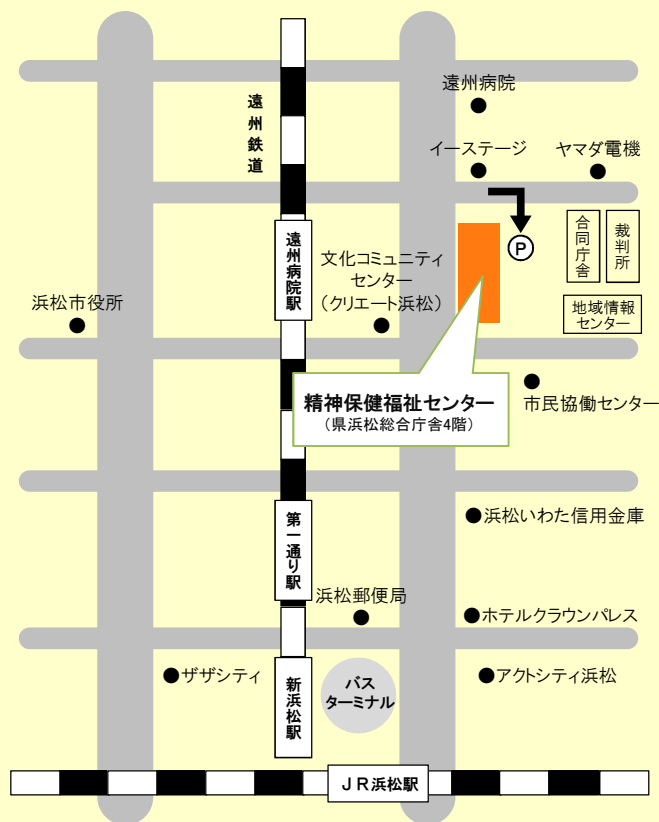 遠州病院
遠州鉄道
イーステージ
ヤマダ電機
P
合同庁舎
裁判所
遠州病院駅
文化コミュニティ
センター
（クリエート浜松）
浜松市役所
地域情報
センター
精神保健福祉センター
（県浜松総合庁舎4階）
市民協働センター
第一通り駅
浜松いわた信用金庫
浜松郵便局
ホテルクラウンパレス
ザザシティ
新浜松駅
バス
ターミナル
アクトシティ浜松
ＪＲ浜松駅